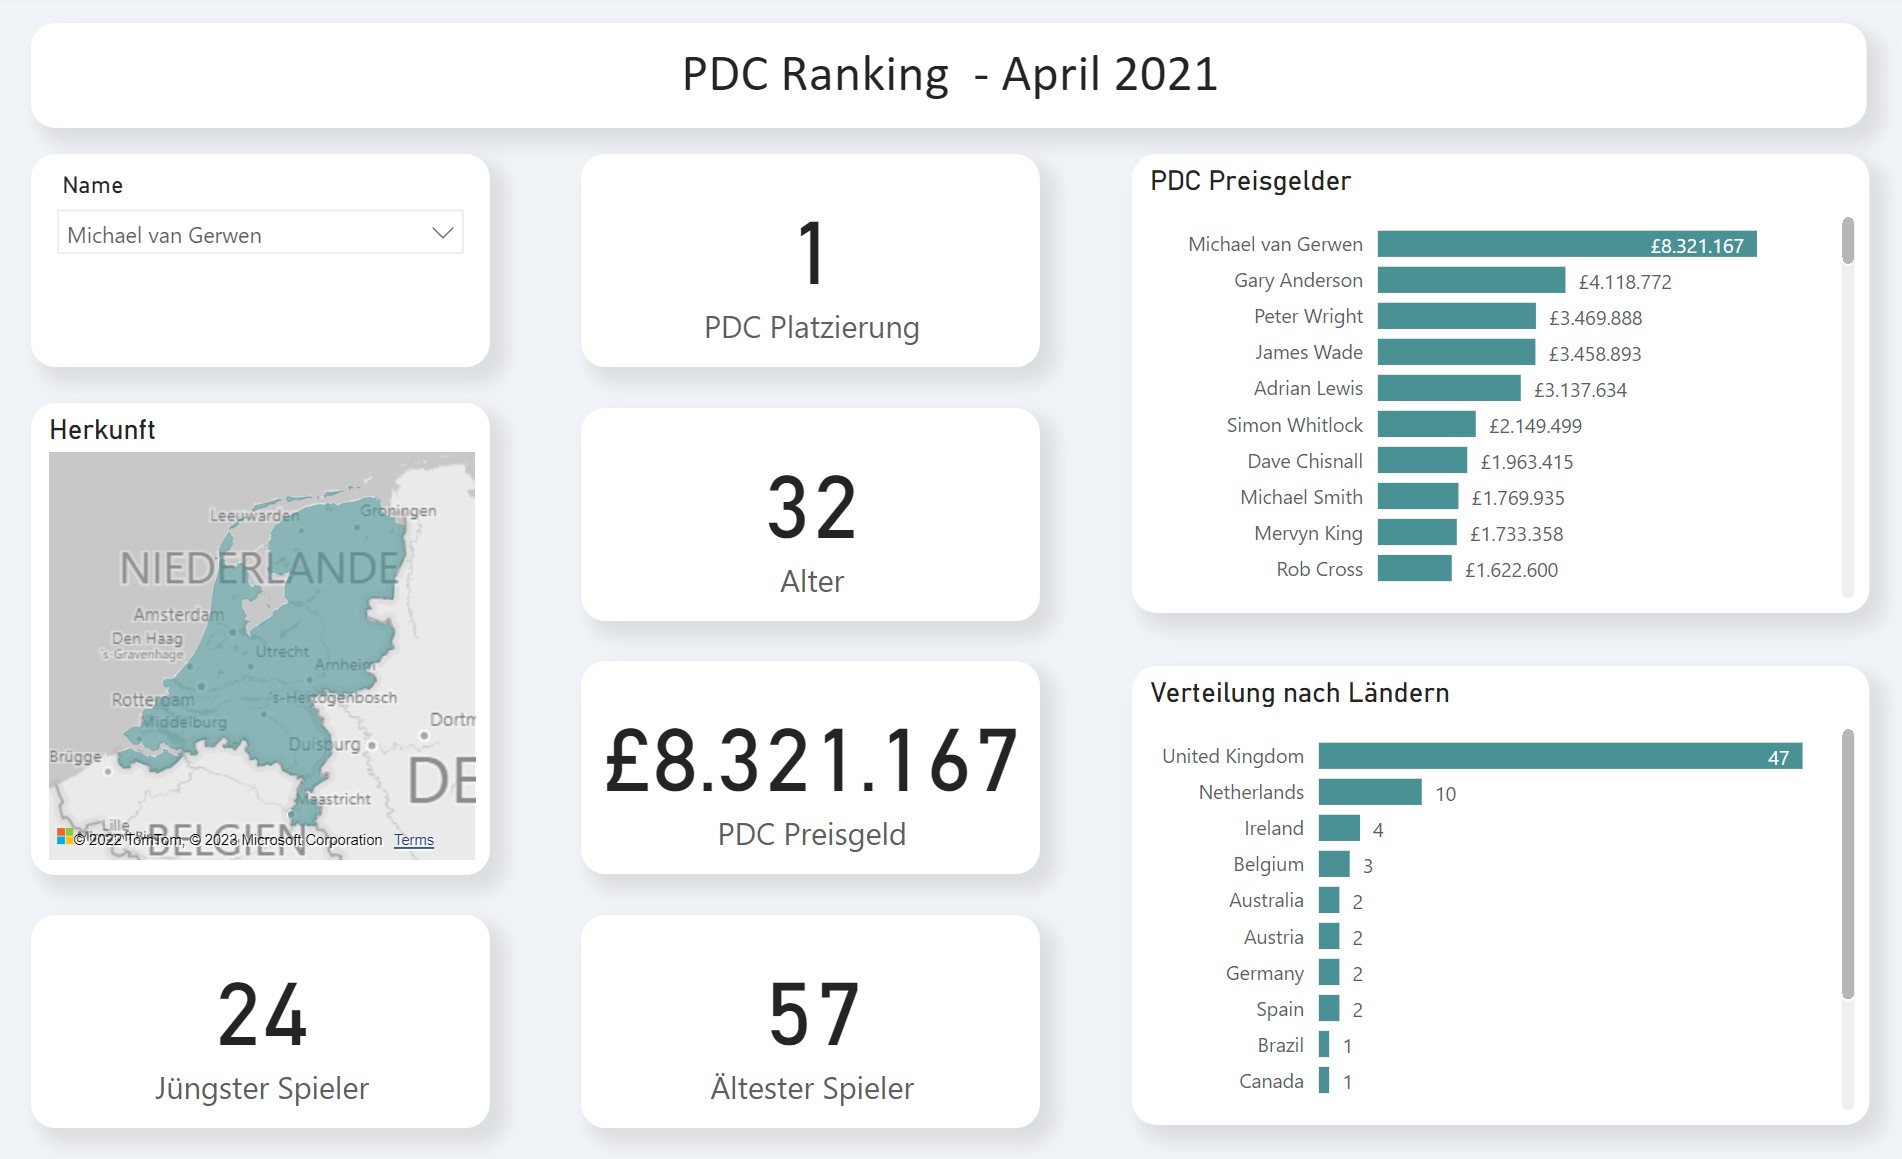 PDC Ranking - April 2021
Name
Michael van Gerwen
1
PDC Platzierung
PDC Preisgelder
Michael van Gerwen £8.321.167
Gary Anderson £4.118.772
Peter Wright £3.469.888
James Wade £3.458.893
Adrian Lewis £3.137.634
Simon Whitlock £2.149.499
Dave Chisnall £1.963.415
Michael Smith £1.769.935
Mervyn King £1.733.358
Rob Cross £1.622.600
Herkunft
Leeuwarden
Groningen
NIEDERLANDE
Amsterdam
Den Haag
's-Gravenhage
Utrecht
Arnheim
Rotterdam
's-Hertogenbosch
Middelburg
Dortm
Duisburg
Brügge
DE
Maastricht
Lille
BELGIEN
© 2022 TomTom, © 2023 Microsoft Corporation Terms
32
Alter
£8.321.167
PDC Preisgeld
Verteilung nach Ländern
United Kingdom 47
Netherlands 10
Ireland 4
Belgium 3
Australia 2
Austria 2
Germany 2
Spain 2
Brazil 1
Canada 1
24
Jüngster Spieler
57
Ältester Spieler